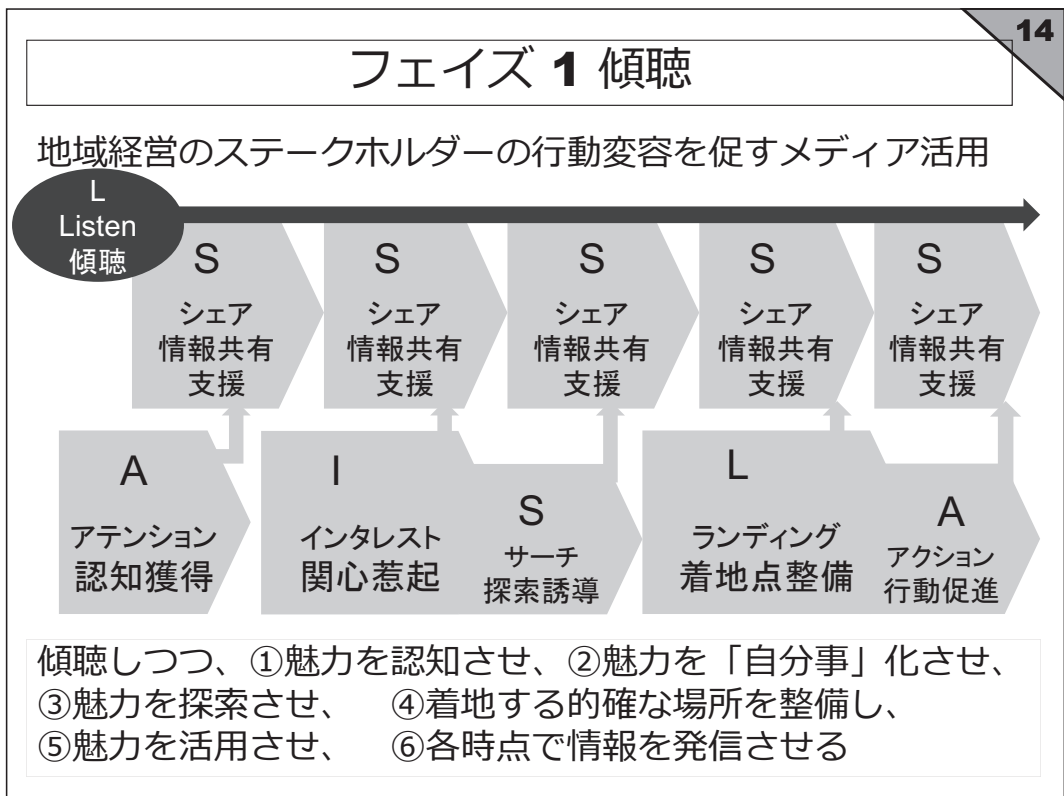 14
フェイズ 1 傾聴
地域経営のステークホルダーの行動変容を促すメディア活用
L
Listen
傾聴
S
シェア
情報共有
支援
S
シェア
情報共有
支援
S
シェア
情報共有
支援
S
シェア
情報共有
支援
S
シェア
情報共有
支援
A
アテンション
認知獲得
I
インタレスト
関心惹起
S
サーチ
探索誘導
L
ランディング
着地点整備
A
アクション
行動促進
傾聴しつつ、①魅力を認知させ、②魅力を「自分事」化させ、
③魅力を探索させ、 ④着地する的確な場所を整備し、
⑤魅力を活用させ、 ⑥各時点で情報を発信させる